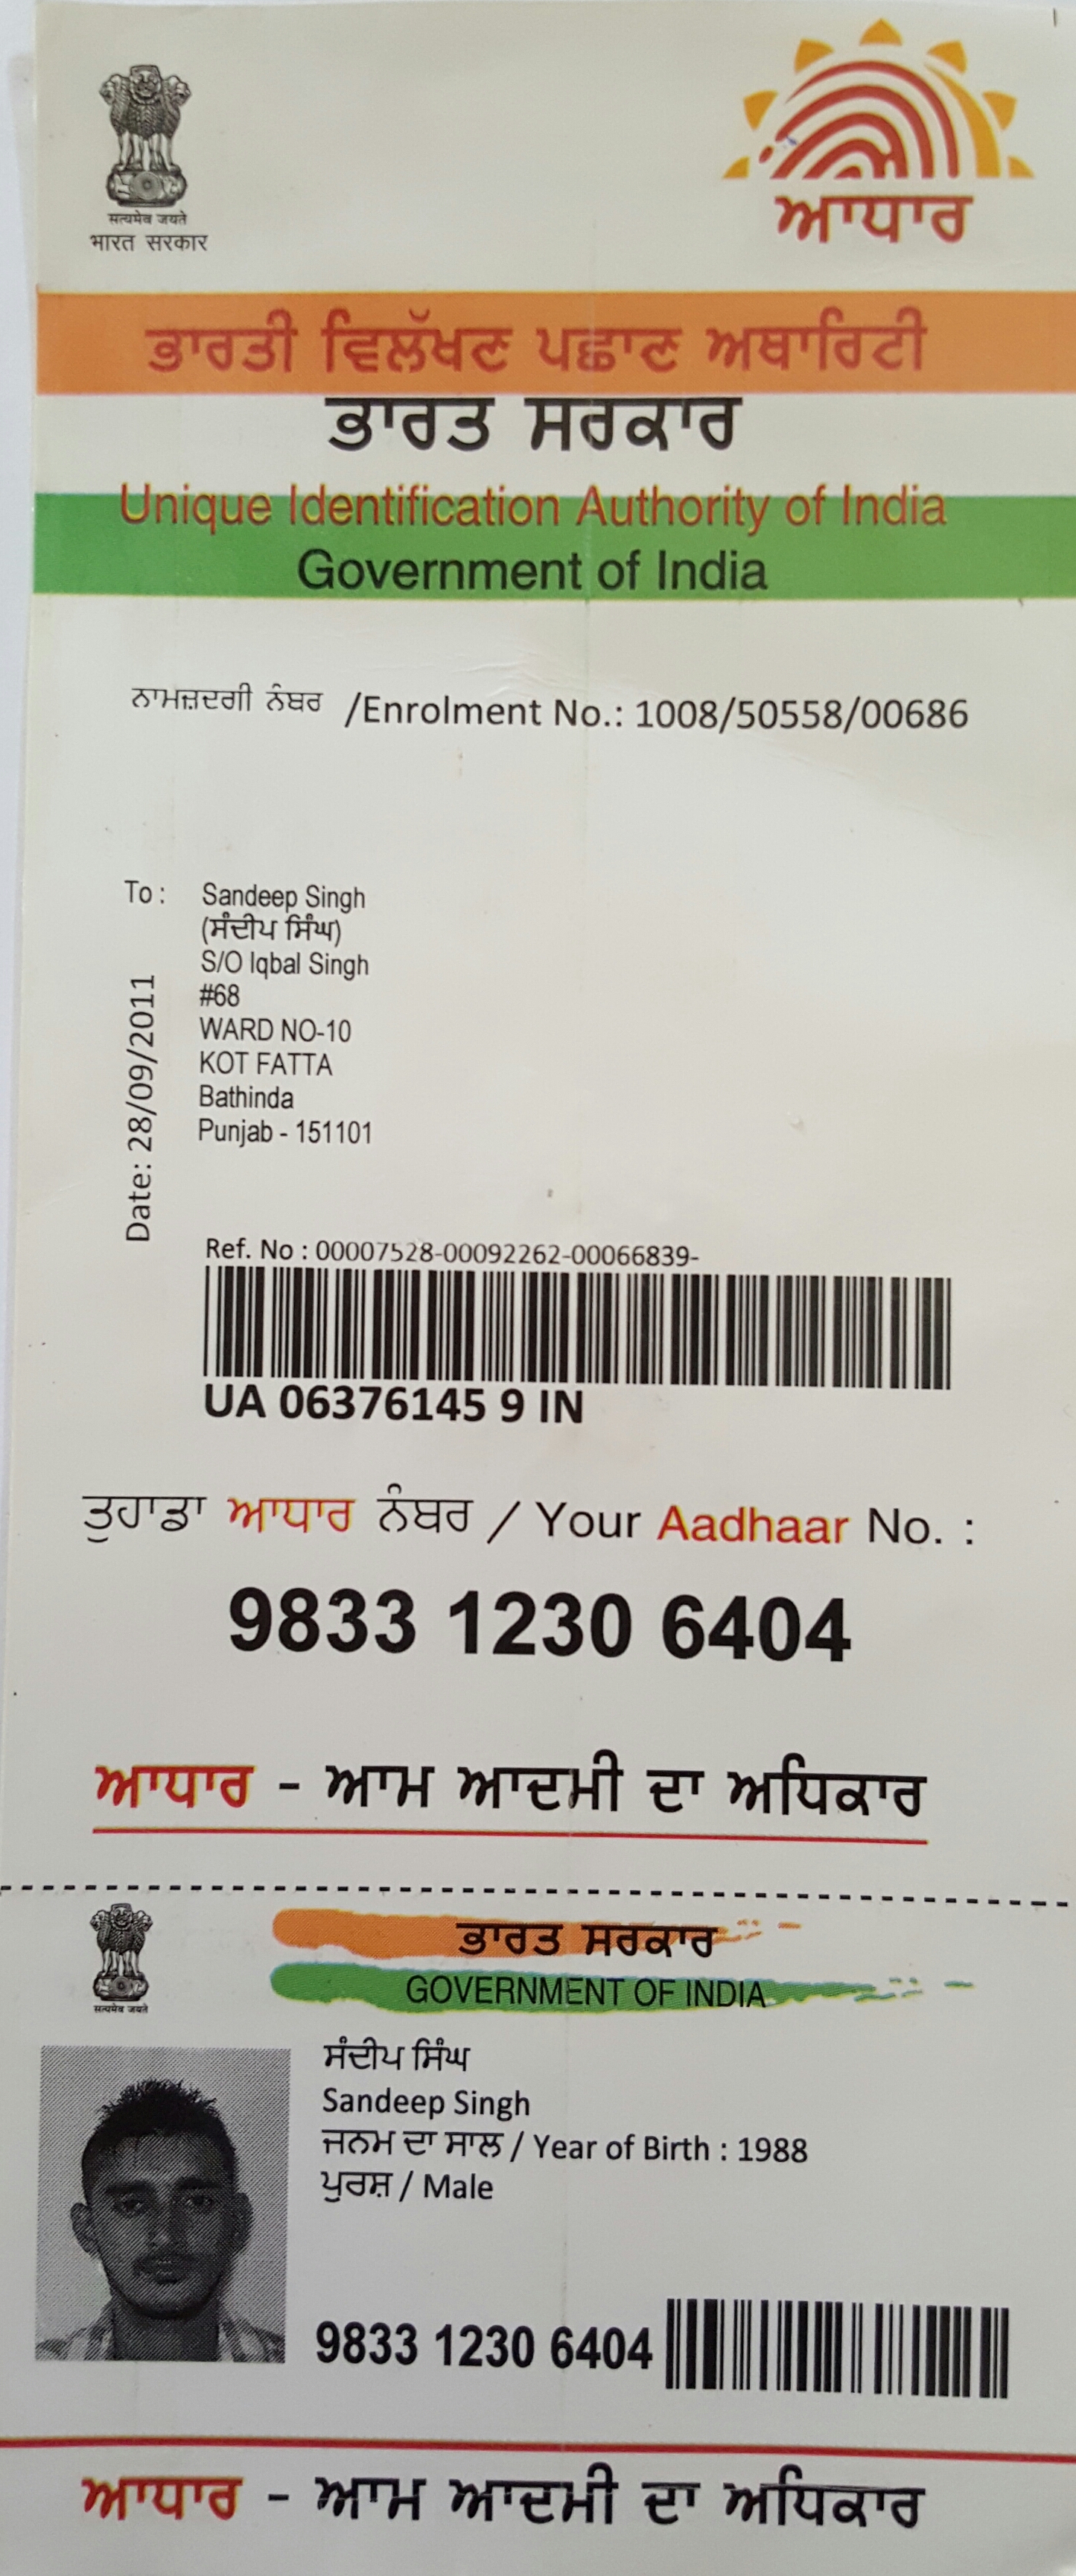 सत्यमेव जयते
भारत सरकार
ਆਧਾਰ
ਭਾਰਤੀ ਵਿਲੱਖਣ ਪਛਾਣ ਅਥਾਰਿਟੀ
ਭਾਰਤ ਸਰਕਾਰ
Unique Identification Authority of India
Government of India
ਨਾਮਜ਼ਦਗੀ ਨੰਬਰ /Enrolment No.: 1008/50558/00686
To : Sandeep Singh
(ਸੰਦੀਪ ਸਿੰਘ)
S/O Iqbal Singh
#68
WARD NO-10
KOT FATTA
Bathinda
Punjab - 151101
Date: 28/09/2011
Ref. No : 00007528-00092262-00066839-
UA 06376145 9 IN
ਤੁਹਾਡਾ ਆਧਾਰ ਨੰਬਰ / Your Aadhaar No. :
9833 1230 6404
ਆਧਾਰ - ਆਮ ਆਦਮੀ ਦਾ ਅਧਿਕਾਰ
सत्यमेव जयते
ਭਾਰਤ ਸਰਕਾਰ
GOVERNMENT OF INDIA
ਸੰਦੀਪ ਸਿੰਘ
Sandeep Singh
ਜਨਮ ਦਾ ਸਾਲ / Year of Birth : 1988
ਪੁਰਸ਼ / Male
9833 1230 6404
ਆਧਾਰ - ਆਮ ਆਦਮੀ ਦਾ ਅਧਿਕਾਰ